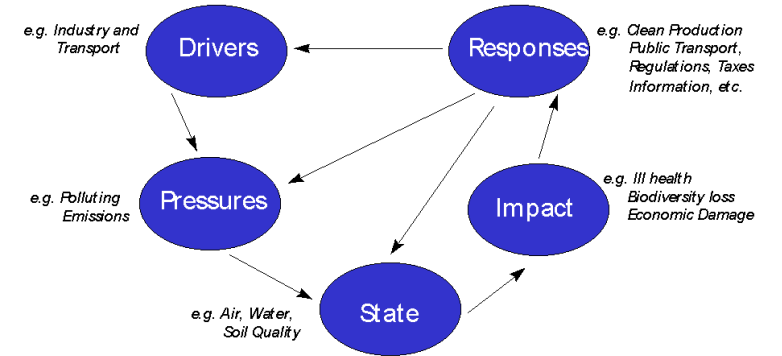 e.g. Industry and
Transport
Drivers
Responses
e.g. Clean Production
Public Transport,
Regulations, Taxes
Information, etc.
e.g. Polluting
Emissions
Pressures
Impact
e.g. Ill health
Biodiversity loss
Economic Damage
e.g. Air, Water,
Soil Quality
State